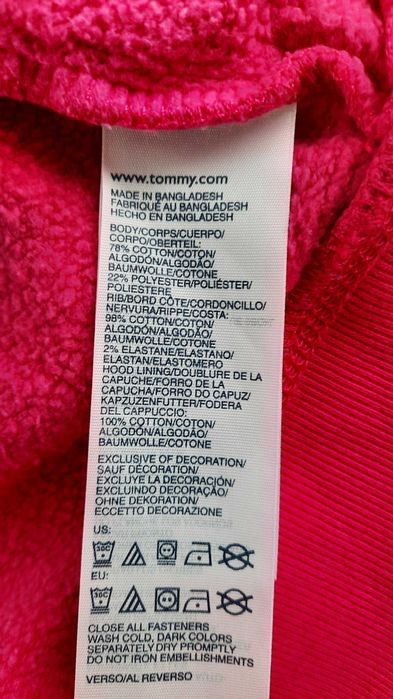 www.tommy.com
MADE IN BANGLADESH
FABRIQUÉ AU BANGLADESH
HECHO EN BANGLADESH
BODY/CORPS/CUERPO/
CORPO/OBERTEIL:
78% COTTON/COTON/
ALGODÓN/ALGODÃO/
BAUMWOLLE/COTONE
22% POLYESTER/POLIÉSTER/
POLIESTERE
RIB/BORD CÔTE/CORDONCILLO/
NERVURA/RIPPE/COSTA:
98% COTTON/COTON/
ALGODÓN/ALGODÃO/
BAUMWOLLE/COTONE
2% ELASTANE/ELASTANO/
ELASTAN/ELASTOMERO
HOOD LINING/DOUBLURE DE LA
CAPUCHE/FORRO DE LA
CAPUCHA/FORRO DO CAPUZ/
KAPZUZENFUTTER/FODERA
DEL CAPPUCCIO:
100% COTTON/COTON/
ALGODÓN/ALGODÃO/
BAUMWOLLE/COTONE
EXCLUSIVE OF DECORATION/
SAUF DÉCORATION/
EXCLUYE LA DECORACIÓN/
EXCLUINDO DECORAÇÃO/
OHNE DEKORATION/
ECCETTO DECORAZIONE
US:
30C
EU:
30C
CLOSE ALL FASTENERS
WASH COLD, DARK COLORS
SEPARATELY DRY PROMPTLY
DO NOT IRON EMBELLISHMENTS
VERSO/AL REVERSO